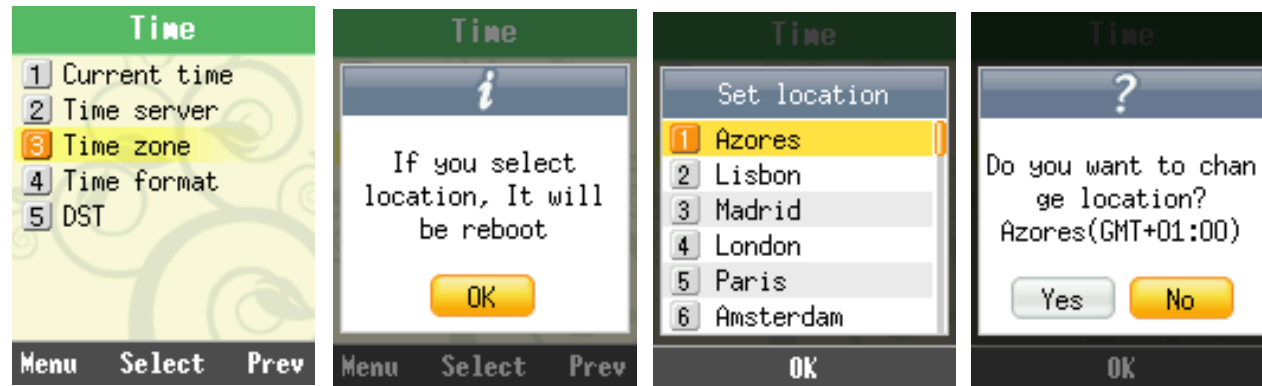 Time
1 Current time
2 Time server
3 Time zone
4 Time format
5 DST
Menu Select Prev
Time
i
If you select
location, It will
be reboot
OK
Menu Select Prev
Time
Set location
1 Azores
2 Lisbon
3 Madrid
4 London
5 Paris
6 Amsterdam
OK
Time
?
Do you want to chan
ge location?
Azores(GMT+01:00)
Yes No
OK